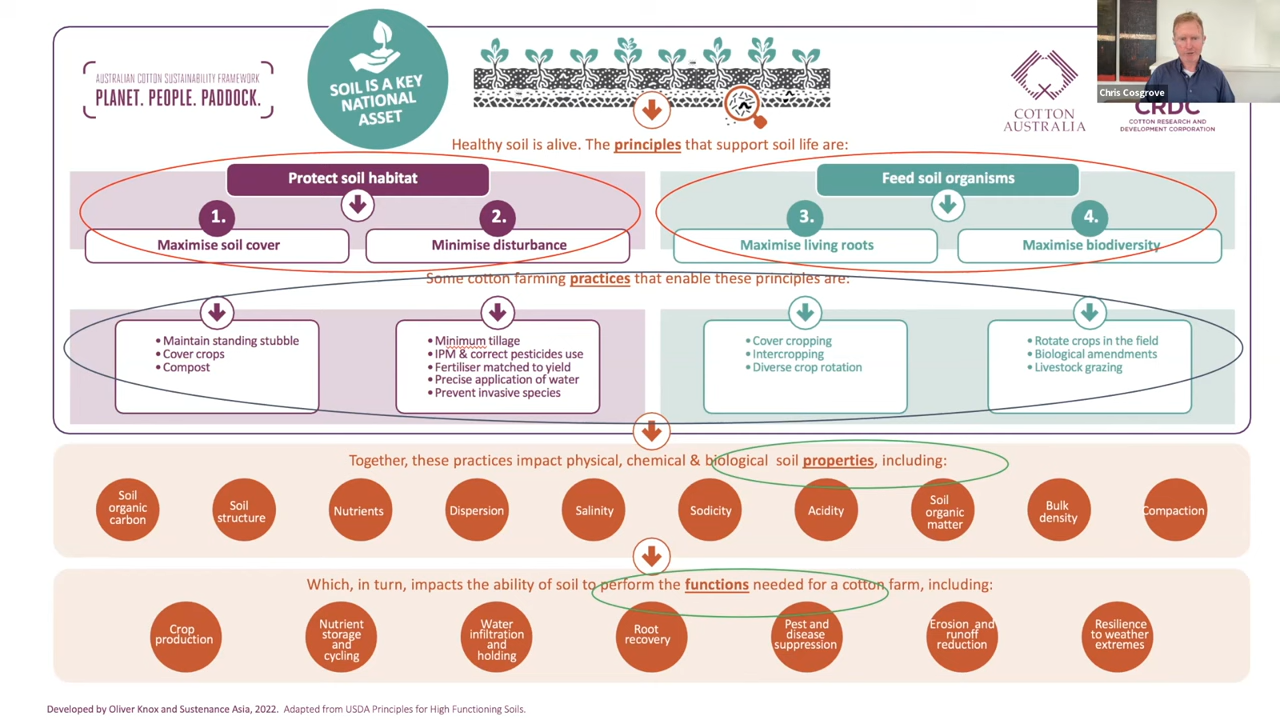 AUSTRALIAN COTTON SUSTAINABILITY FRAMEWORK
PLANET. PEOPLE. PADDOCK.
SOIL IS A KEY
NATIONAL
ASSET
COTTON
AUSTRALIA
CRDC
COTTON RESEARCH AND
DEVELOPMENT CORPORATION
Chris Cosgrove
Healthy soil is alive. The principles that support soil life are:
Protect soil habitat
Feed soil organisms
1.
2.
3.
4.
Maximise soil cover
Minimise disturbance
Maximise living roots
Maximise biodiversity
Some cotton farming practices that enable these principles are:
• Maintain standing stubble
• Cover crops
• Compost
• Minimum tillage
• IPM & correct pesticides use
• Fertiliser matched to yield
• Precise application of water
• Prevent invasive species
• Cover cropping
• Intercropping
• Diverse crop rotation
• Rotate crops in the field
• Biological amendments
• Livestock grazing
Together, these practices impact physical, chemical & biological soil properties, including:
Soil
organic
carbon
Soil
structure
Nutrients
Dispersion
Salinity
Sodicity
Acidity
Soil
organic
matter
Bulk
density
Compaction
Which, in turn, impacts the ability of soil to perform the functions needed for a cotton farm, including:
Crop
production
Nutrient
storage
and
cycling
Water
infiltration
and
holding
Root
recovery
Pest and
disease
suppression
Erosion and
runoff
reduction
Resilience
to weather
extremes
Developed by Oliver Knox and Sustenance Asia, 2022. Adapted from USDA Principles for High Functioning Soils.